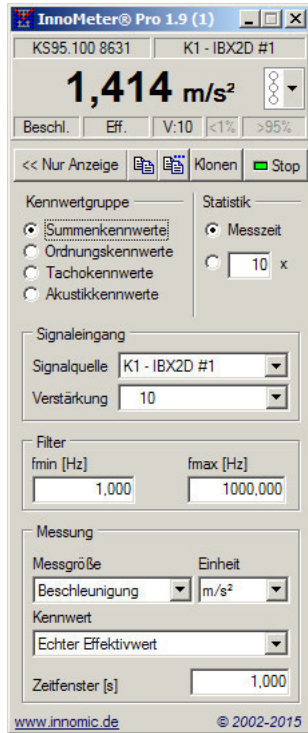 InnoMeter® Pro 1.9 (1)
KS95.100 8631 K1 - IBX2D #1
1,414 m/s²
Beschl. Eff. V:10 <1% >95%
<< Nur Anzeige Klonen Stop
Kennwertgruppe Statistik
Summenkennwerte Messzeit
Ordnungskennwerte 10 x
Tachokennwerte
Akustikkennwerte
Signaleingang
Signalquelle K1 - IBX2D #1
Verstärkung 10
Filter
fmin [Hz] fmax [Hz]
1,000 1000,000
Messung
Messgröße Einheit
Beschleunigung m/s²
Kennwert
Echter Effektivwert
Zeitfenster [s] 1,000
www.innomic.de © 2002-2015